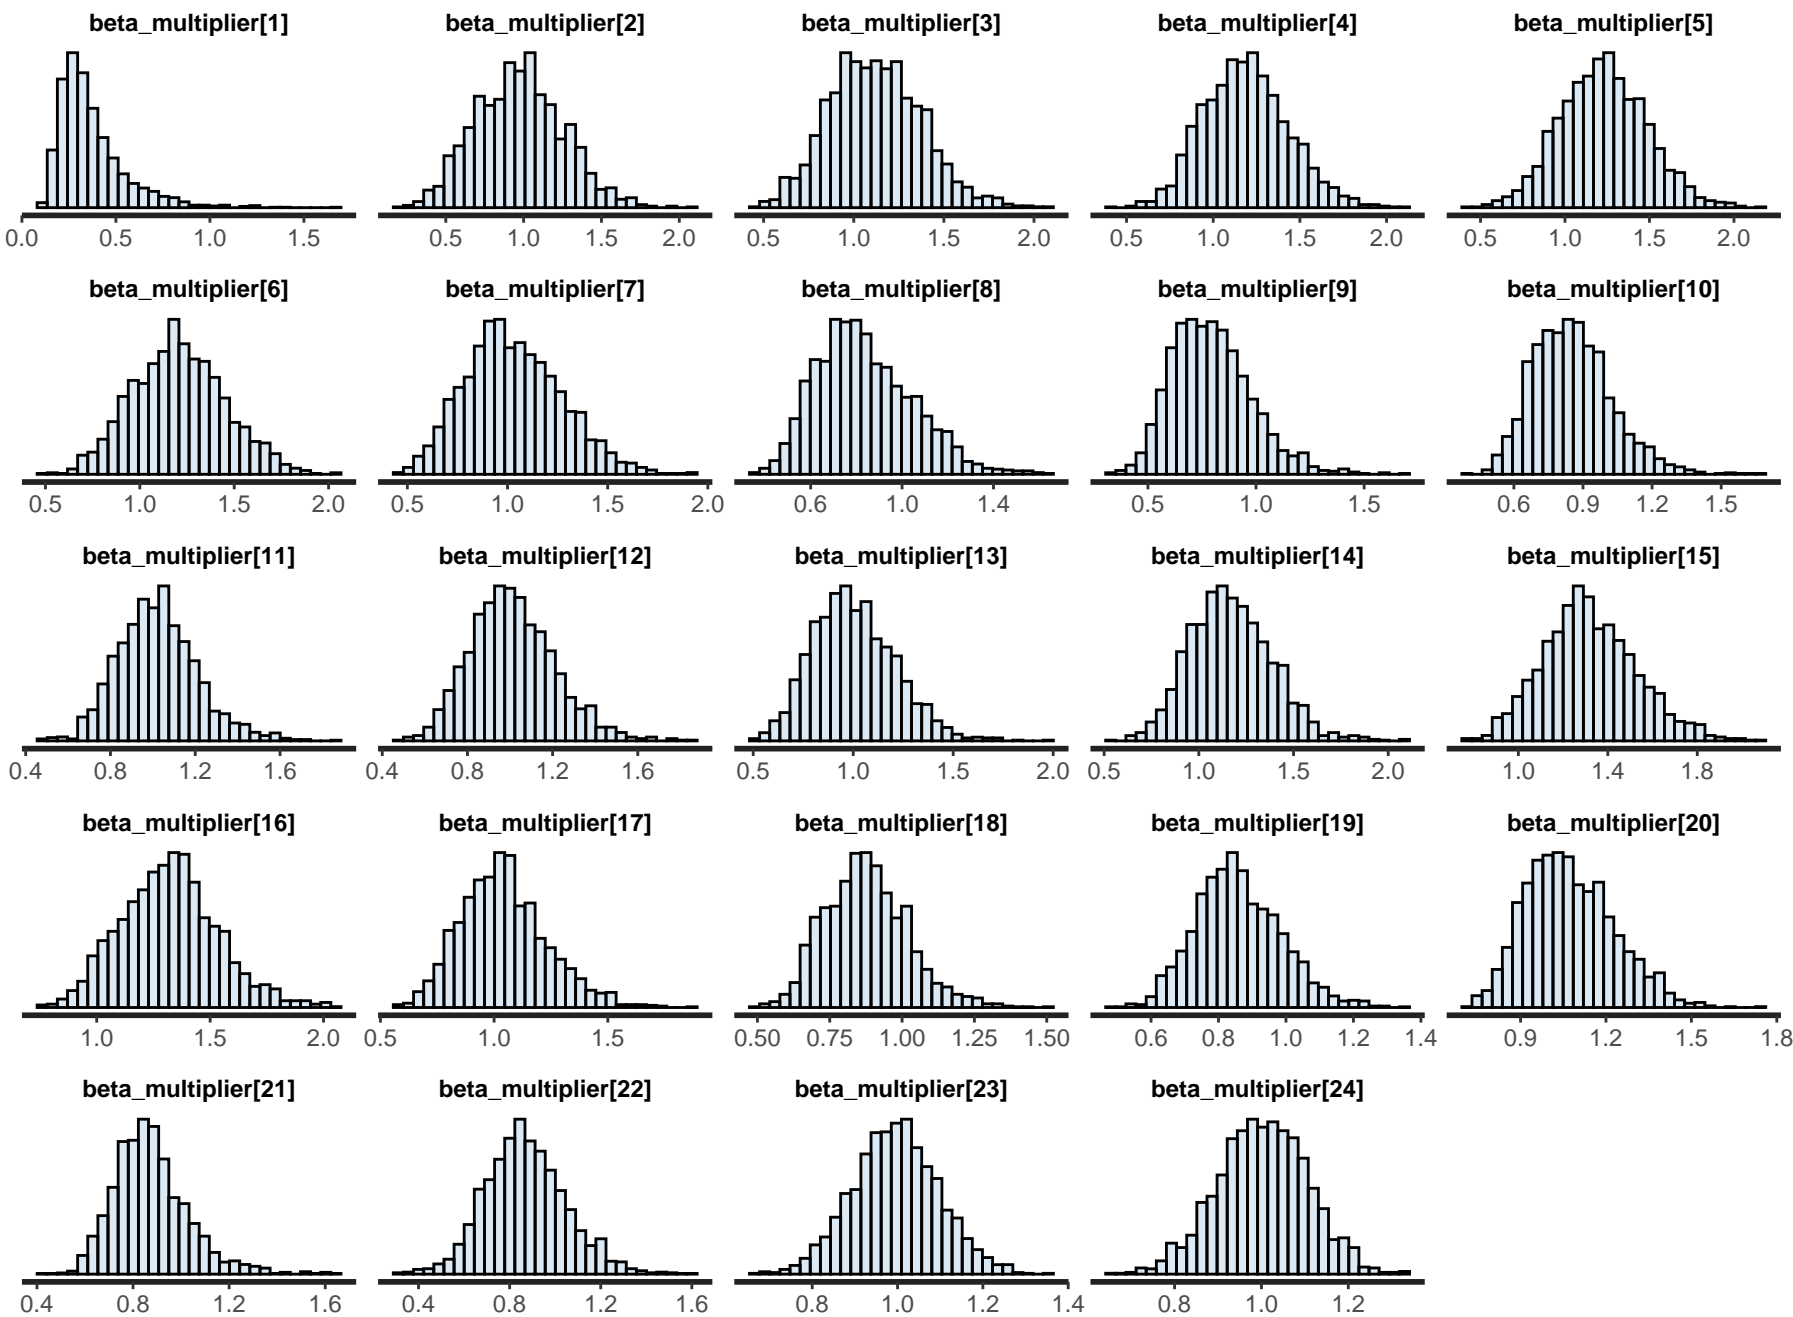 beta_multiplier[1] beta_multiplier[2] beta_multiplier[3] beta_multiplier[4] beta_multiplier[5]
0.0 0.5 1.0 1.5 0.5 1.0 1.5 2.0 0.5 1.0 1.5 2.0 0.5 1.0 1.5 2.0 0.5 1.0 1.5 2.0
beta_multiplier[6] beta_multiplier[7] beta_multiplier[8] beta_multiplier[9] beta_multiplier[10]
0.5 1.0 1.5 2.0 0.5 1.0 1.5 2.0 0.6 1.0 1.4 0.5 1.0 1.5 0.6 0.9 1.2 1.5
beta_multiplier[11] beta_multiplier[12] beta_multiplier[13] beta_multiplier[14] beta_multiplier[15]
0.4 0.8 1.2 1.6 0.4 0.8 1.2 1.6 0.5 1.0 1.5 2.0 0.5 1.0 1.5 2.0 1.0 1.4 1.8
beta_multiplier[16] beta_multiplier[17] beta_multiplier[18] beta_multiplier[19] beta_multiplier[20]
1.0 1.5 2.0 0.5 1.0 1.5 0.50 0.75 1.00 1.25 1.50 0.6 0.8 1.0 1.2 1.4 0.9 1.2 1.5 1.8
beta_multiplier[21] beta_multiplier[22] beta_multiplier[23] beta_multiplier[24]
0.4 0.8 1.2 1.6 0.4 0.8 1.2 1.6 0.8 1.0 1.2 1.4 0.8 1.0 1.2